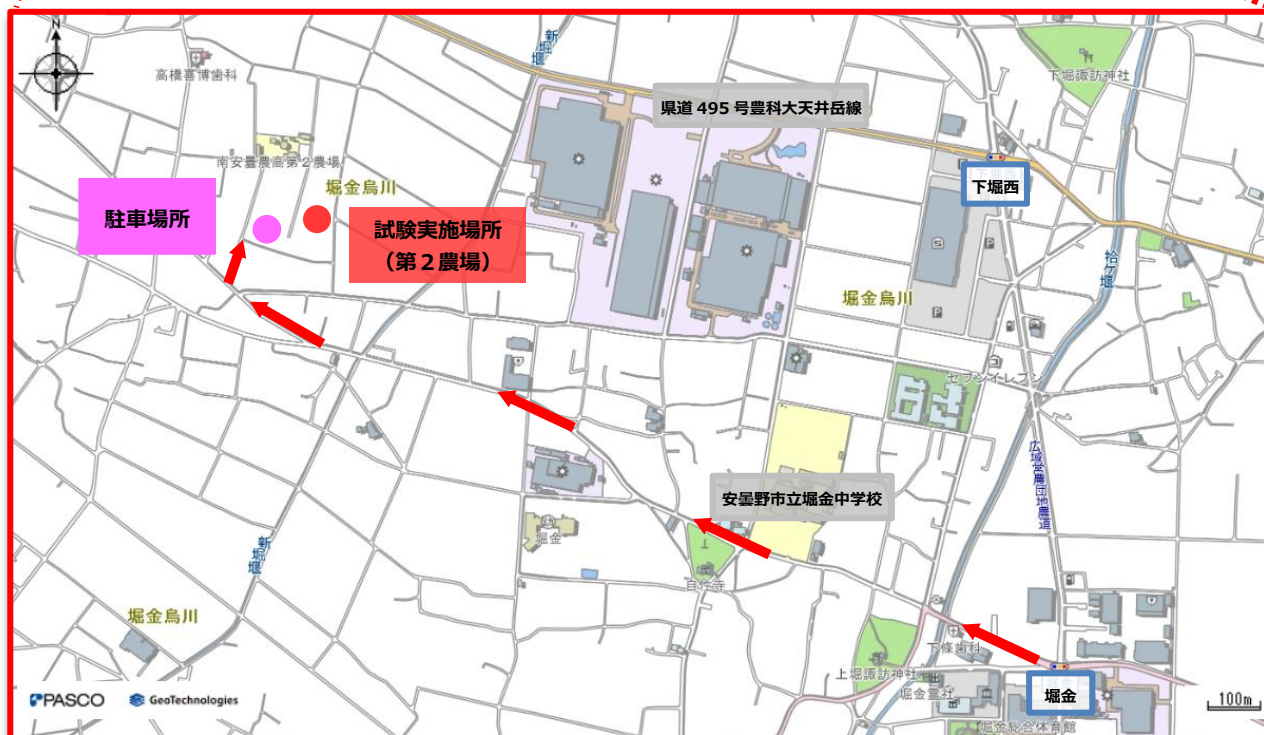 N
新堀堰
高橋喜博歯科
下堀諏訪神社
県道 495 号豊科大天井岳線
南安曇農高第2農場
堀金烏川
下堀西
駐車場所
試験実施場所
（第２農場）
拾ケ堰
堀金烏川
P
P
セブンイレブン
広域営農団地農道
安曇野市立堀金中学校
堀金
新堀堰
自性寺
堀金烏川
下條歯科
上堀諏訪神社
堀金霊社
堀金
堀金総合体育館
PASCO
GeoTechnologies
100m